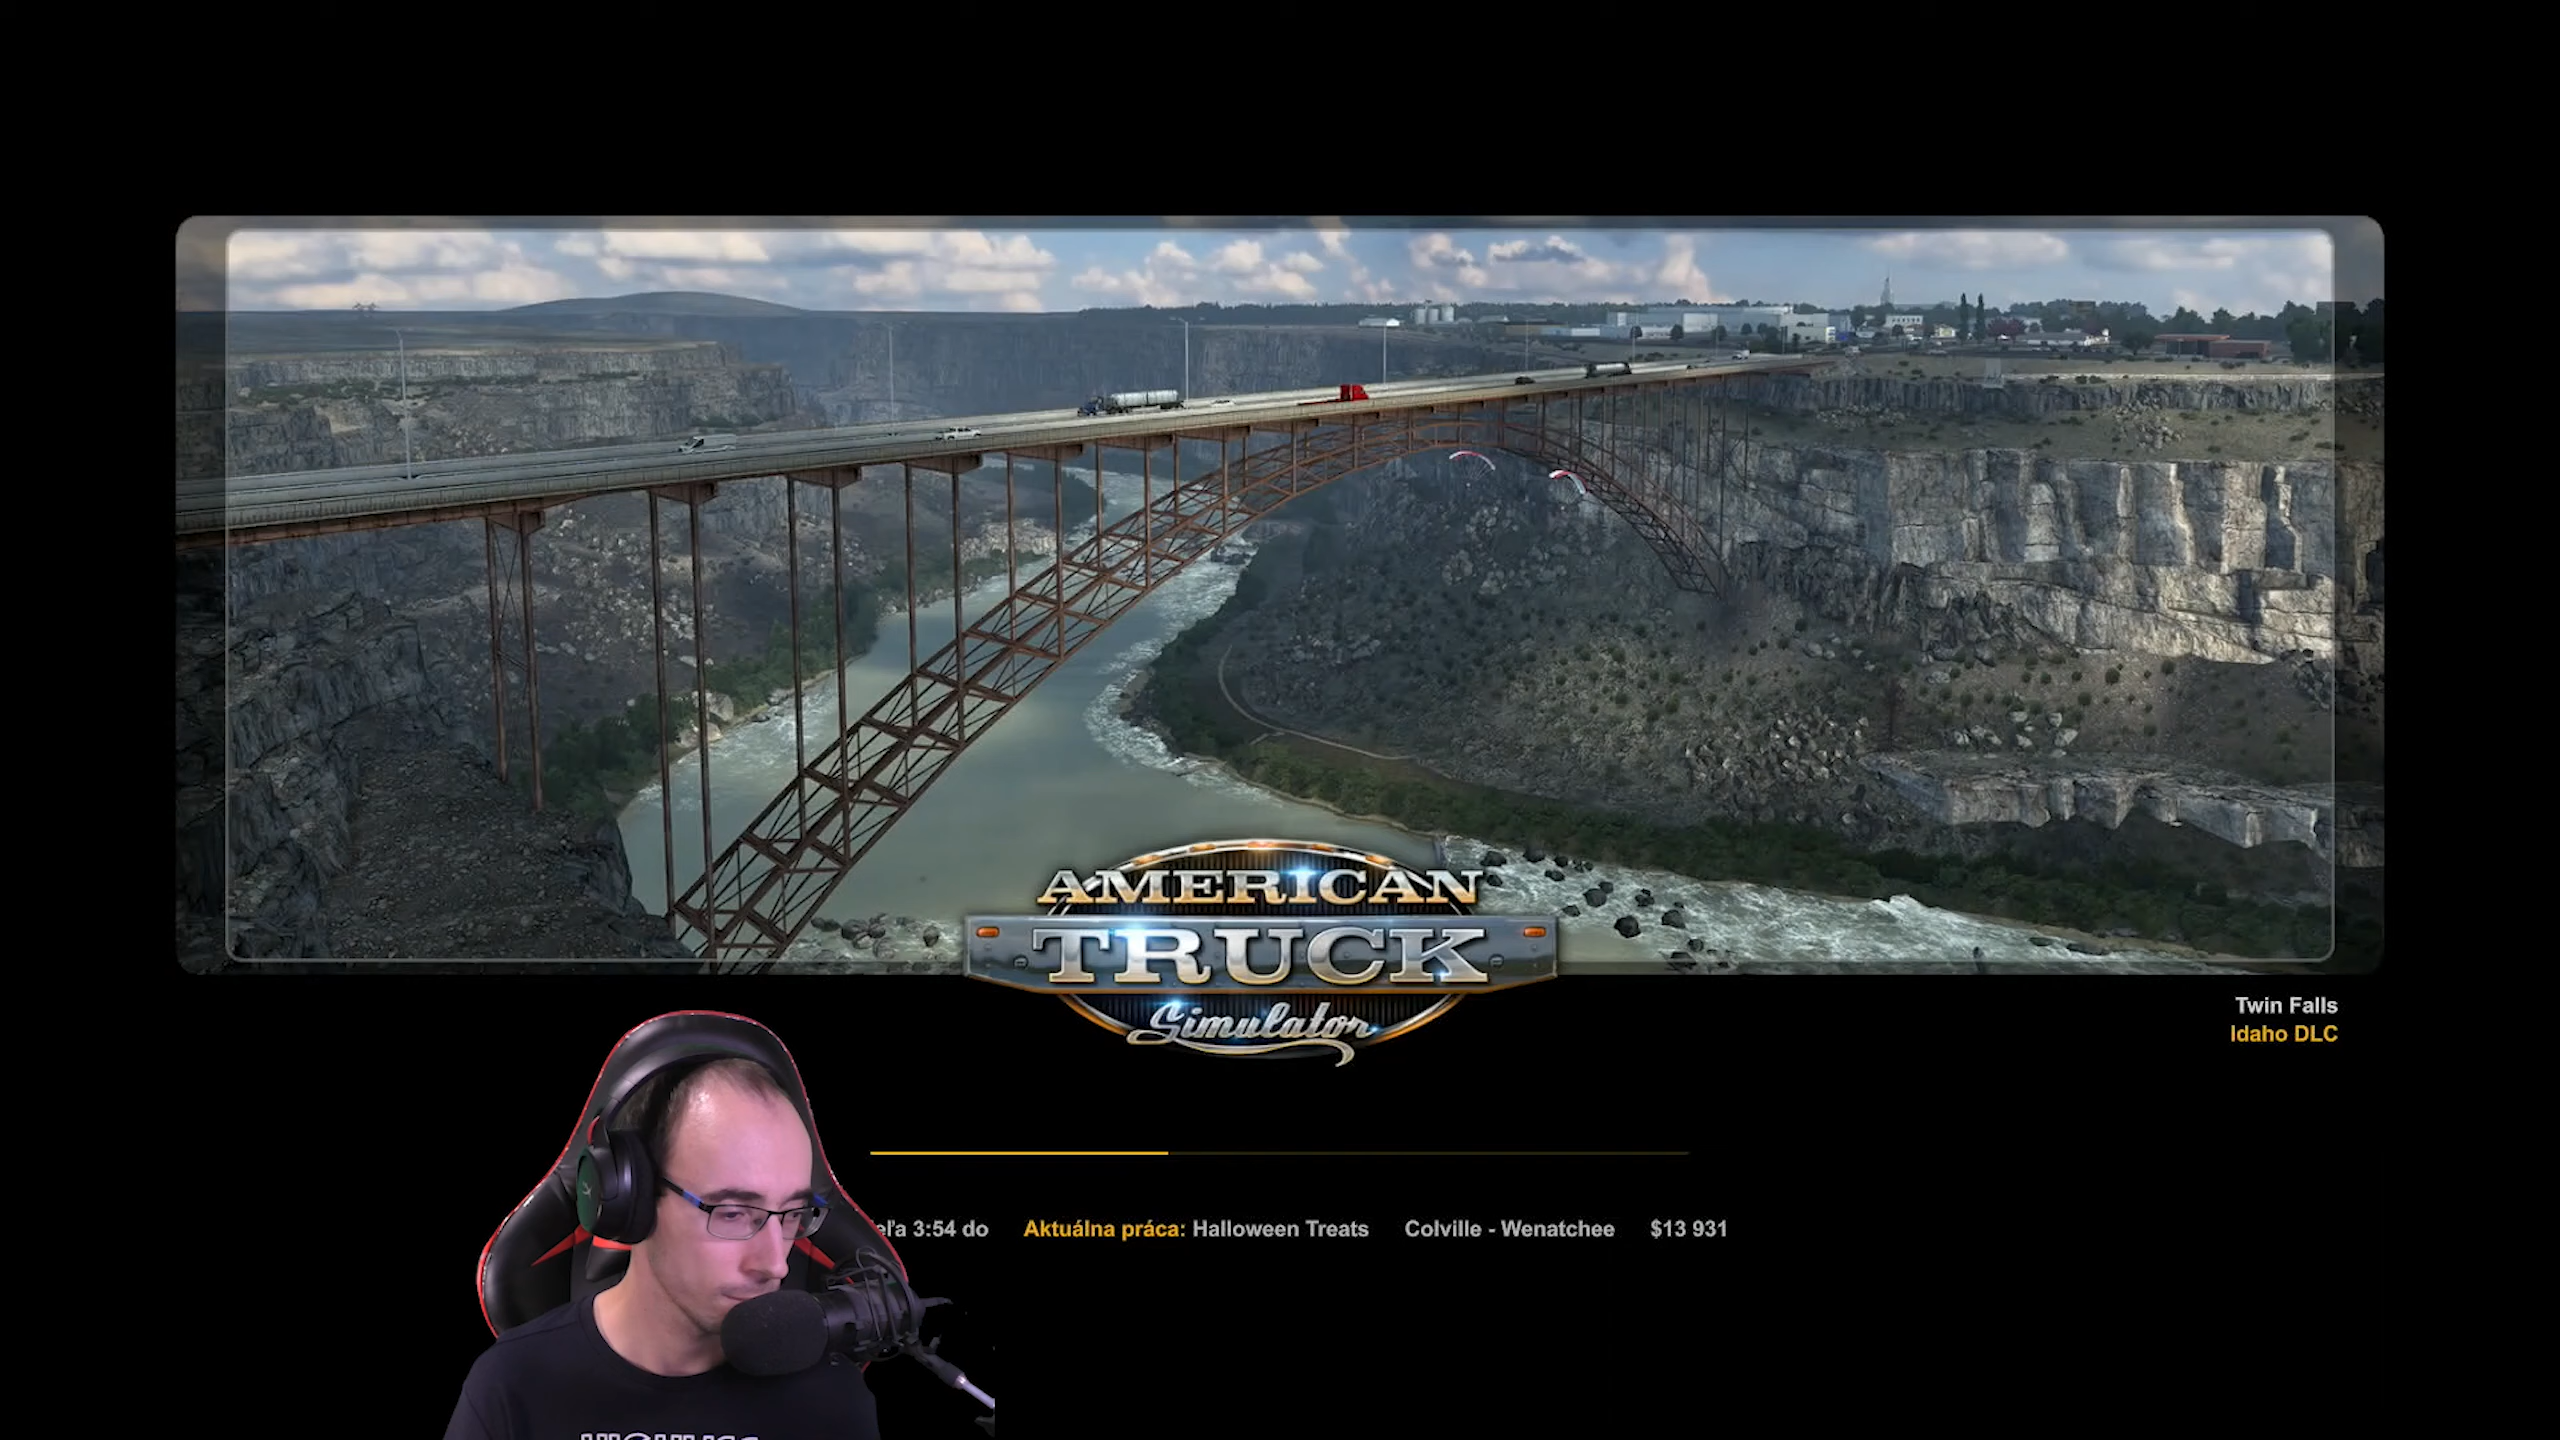 AMERICAN
TRUCK
Simulator
Twin Falls
Idaho DLC
3:54 do Aktuálna práca: Halloween Treats Colville - Wenatchee $13 931